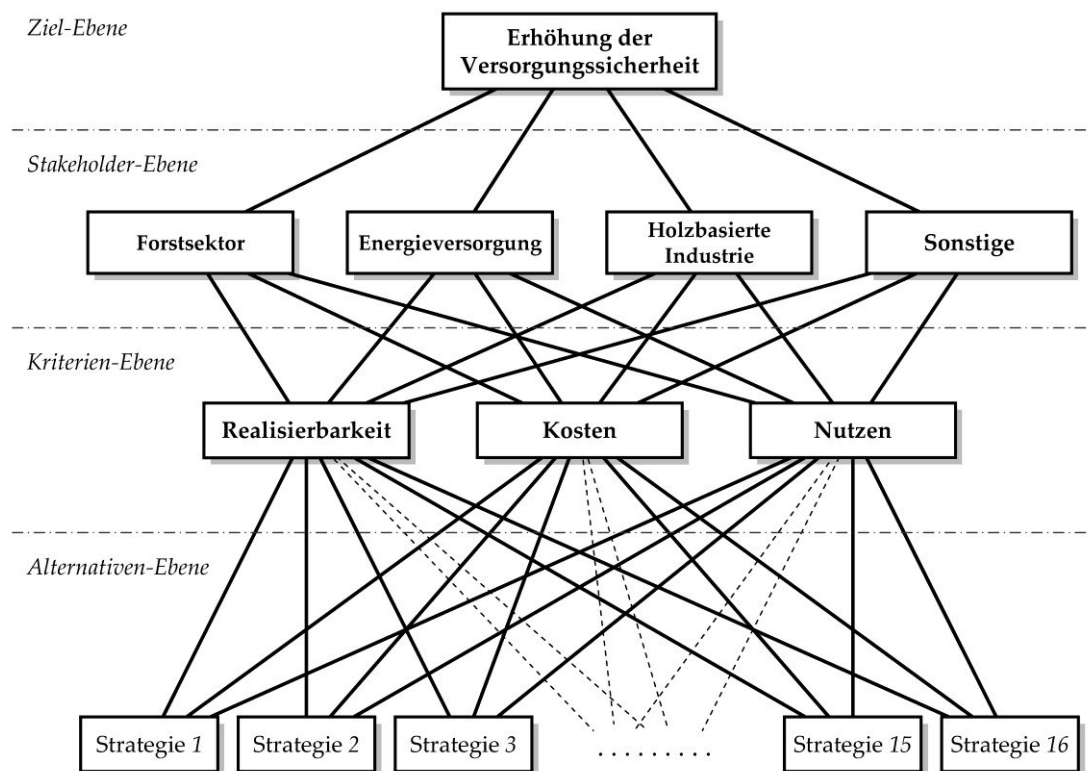 Ziel-Ebene
Erhöhung der
Versorgungssicherheit
Stakeholder-Ebene
Forstsektor
Energieversorgung
Holzbasierte
Industrie
Sonstige
Kriterien-Ebene
Realisierbarkeit
Kosten
Nutzen
Alternativen-Ebene
Strategie 1
Strategie 2
Strategie 3
. . . . . . . . .
Strategie 15
Strategie 16